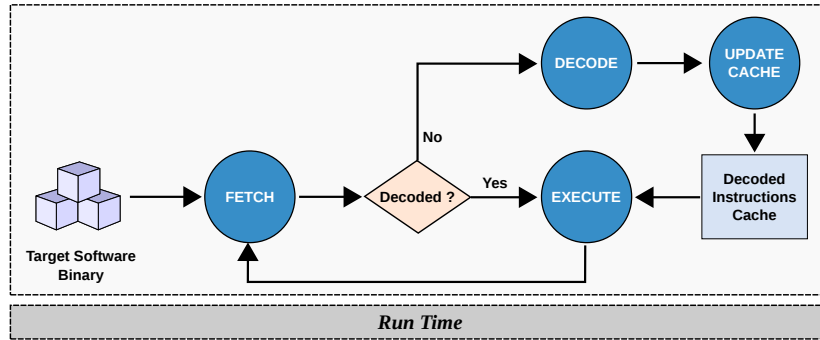 DECODE
UPDATE
CACHE
No
FETCH
Decoded ?
Yes
EXECUTE
Decoded
Instructions
Cache
Target Software
Binary
Run Time